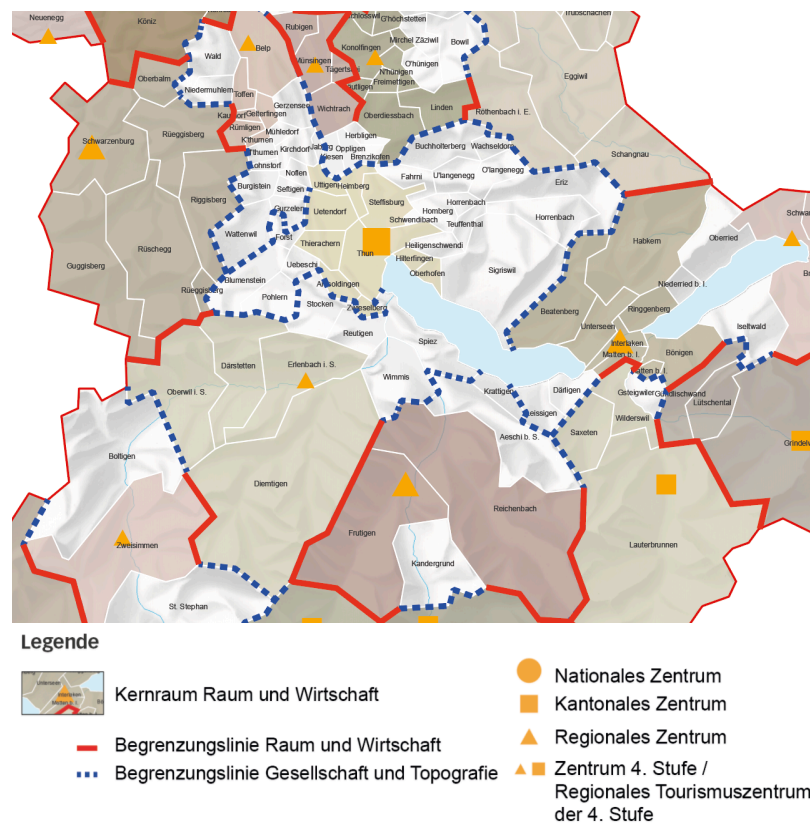 Neuenegg
Köniz
Rubigen
Schlosswil
G'höchstetten
Trubschachen
Wald
Belp
Konolfingen
Mirchel Zäziwil
Bowil
Münsingen
O'hünigen
Oberbalm
Tägertschi
N'hünigen
Eggiwil
Niedermuhlern
Toffen
Freimettigen
Gerzensee
Wichtrach
Linden
Gelterfingen
Oberdiessbach
Röthenbach i. E.
Rümligen
Rüeggisberg
Mühledorf
Herbligen
Schwarzenburg
K'thurnen
Kirchdorf
Oppligen
Buchholterberg
Wachseldorn
Kiesen
Brenzikofen
Schangnau
Lohnstorf
Noflen
Fahrni
U'langenegg
O'langenegg
Eriz
Burgistein
Seftigen
Uttigen
Heimberg
Riggisberg
Steffisburg
Horrenbach
Gurzelen
Uetendorf
Homberg
Schwendibach
Teuffenthal
Horrenbach
Oberried
Wattenwil
Forst
Thierachern
Heiligenschwendi
Habkern
Rüschegg
Thun
Hilterfingen
Guggisberg
Uebeschi
Oberhofen
Sigriswil
Niederried b. I.
Rüeggisberg
Blumenstein
Amsoldingen
Pohlern
Stocken
Zwieselberg
Beatenberg
Ringgenberg
Iseltwald
Unterseen
Reutigen
Spiez
Interlaken
Matten b. I.
Bönigen
Därstetten
Erlenbach i. S.
Matten b. I.
Wimmis
Oberwil i. S.
Krattigen
Därligen
Gsteigwiler
Gündlischwand
Lütschental
Leissigen
Wilderswil
Saxeten
Aeschi b. S.
Grindelw
Boltigen
Diemtigen
Reichenbach
Frutigen
Zweisimmen
Lauterbrunnen
Kandergrund
St. Stephan
Legende
Kernraum Raum und Wirtschaft
Begrenzungslinie Raum und Wirtschaft
Begrenzungslinie Gesellschaft und Topografie
Nationales Zentrum
Kantonales Zentrum
Regionales Zentrum
Zentrum 4. Stufe /
Regionales Tourismuszentrum
der 4. Stufe